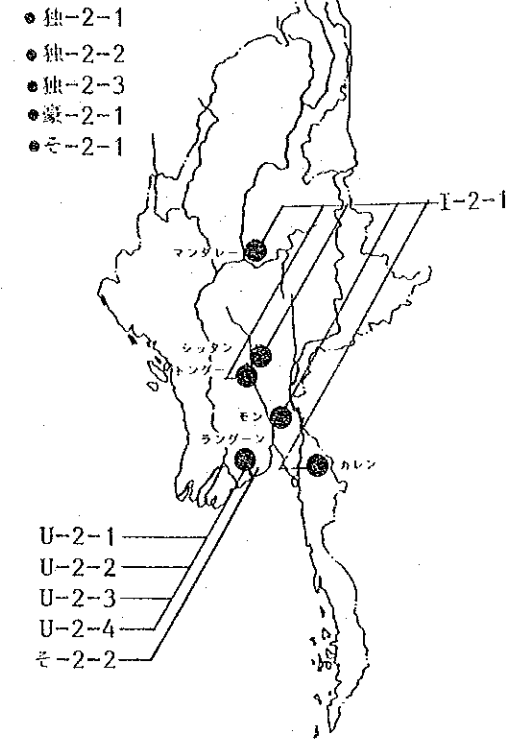 独-2-1
独-2-2
独-2-3
豪-2-1
そ-2-1
I-2-1
マンダレー
シッタン
トングー
モン
ラングーン
カレン
U-2-1
U-2-2
U-2-3
U-2-4
そ-2-2